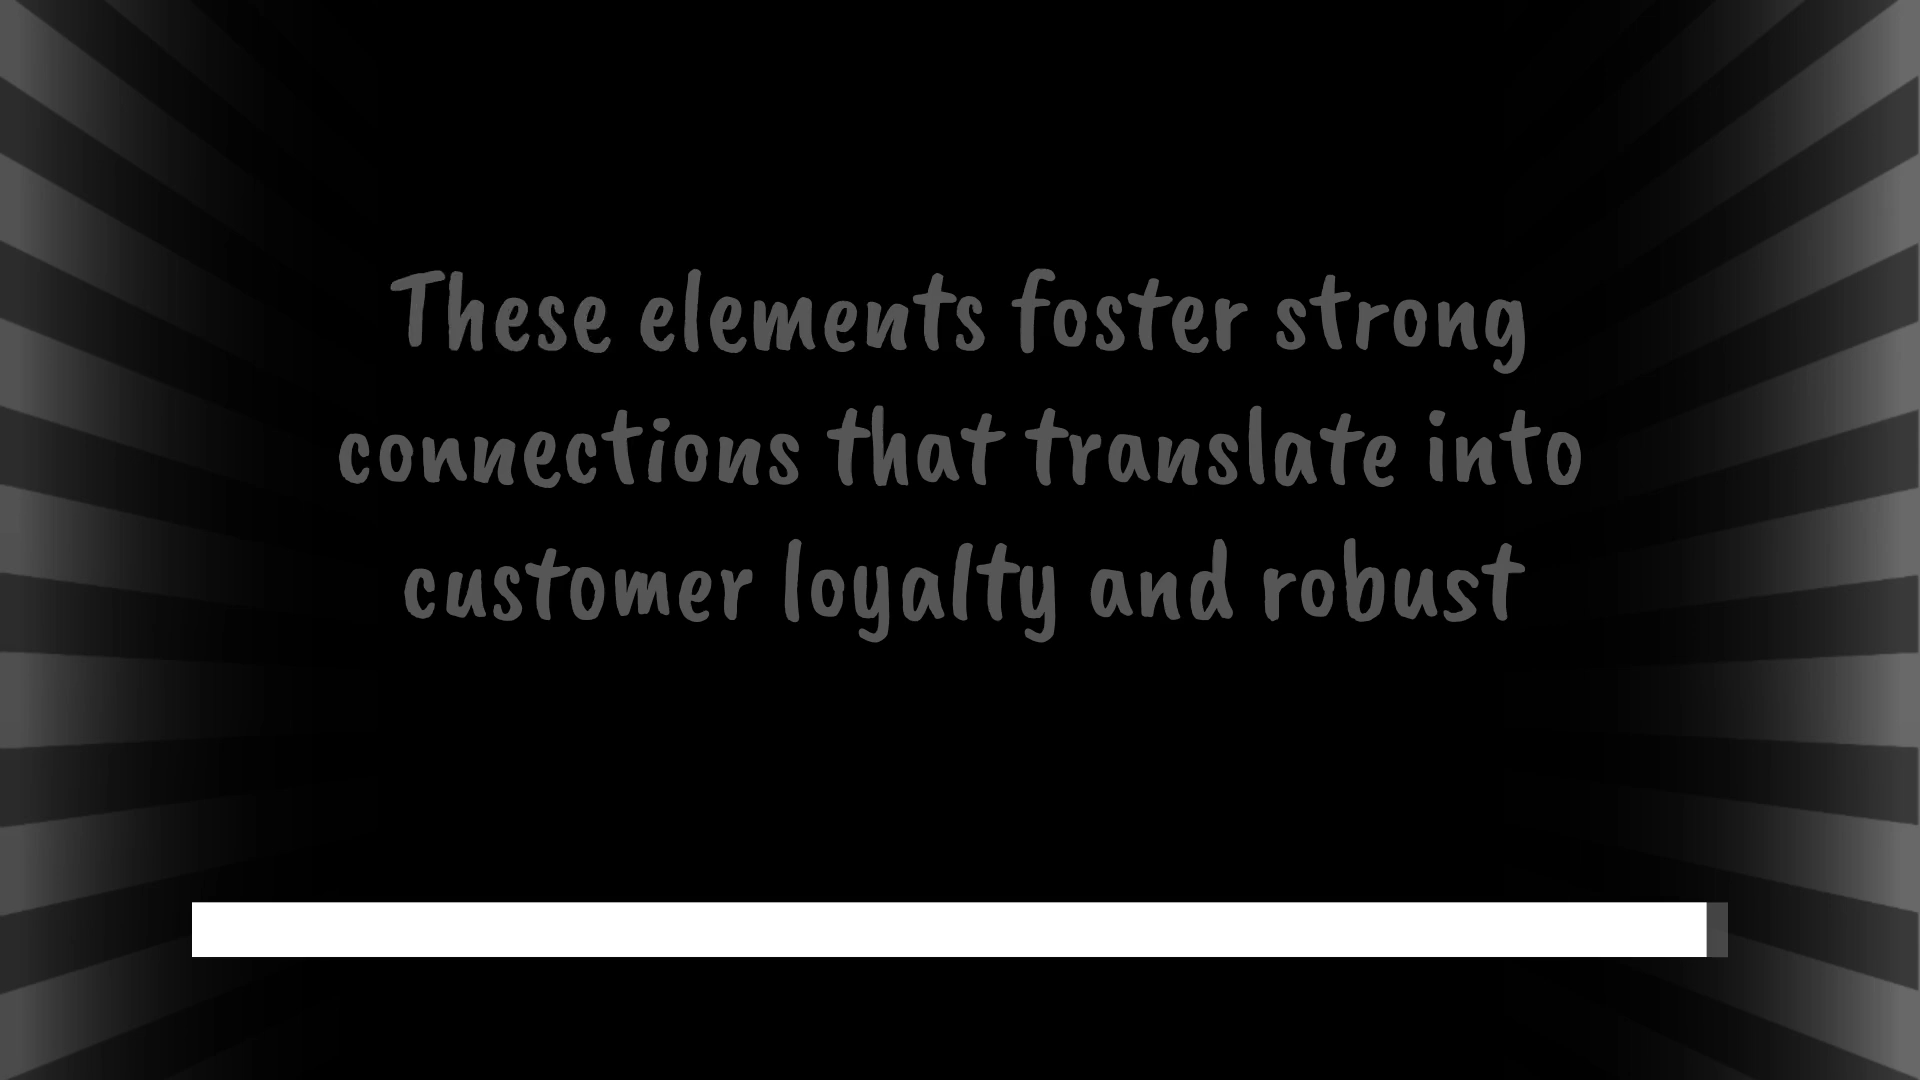 These elements foster strong
connections that translate into
customer loyalty and robust